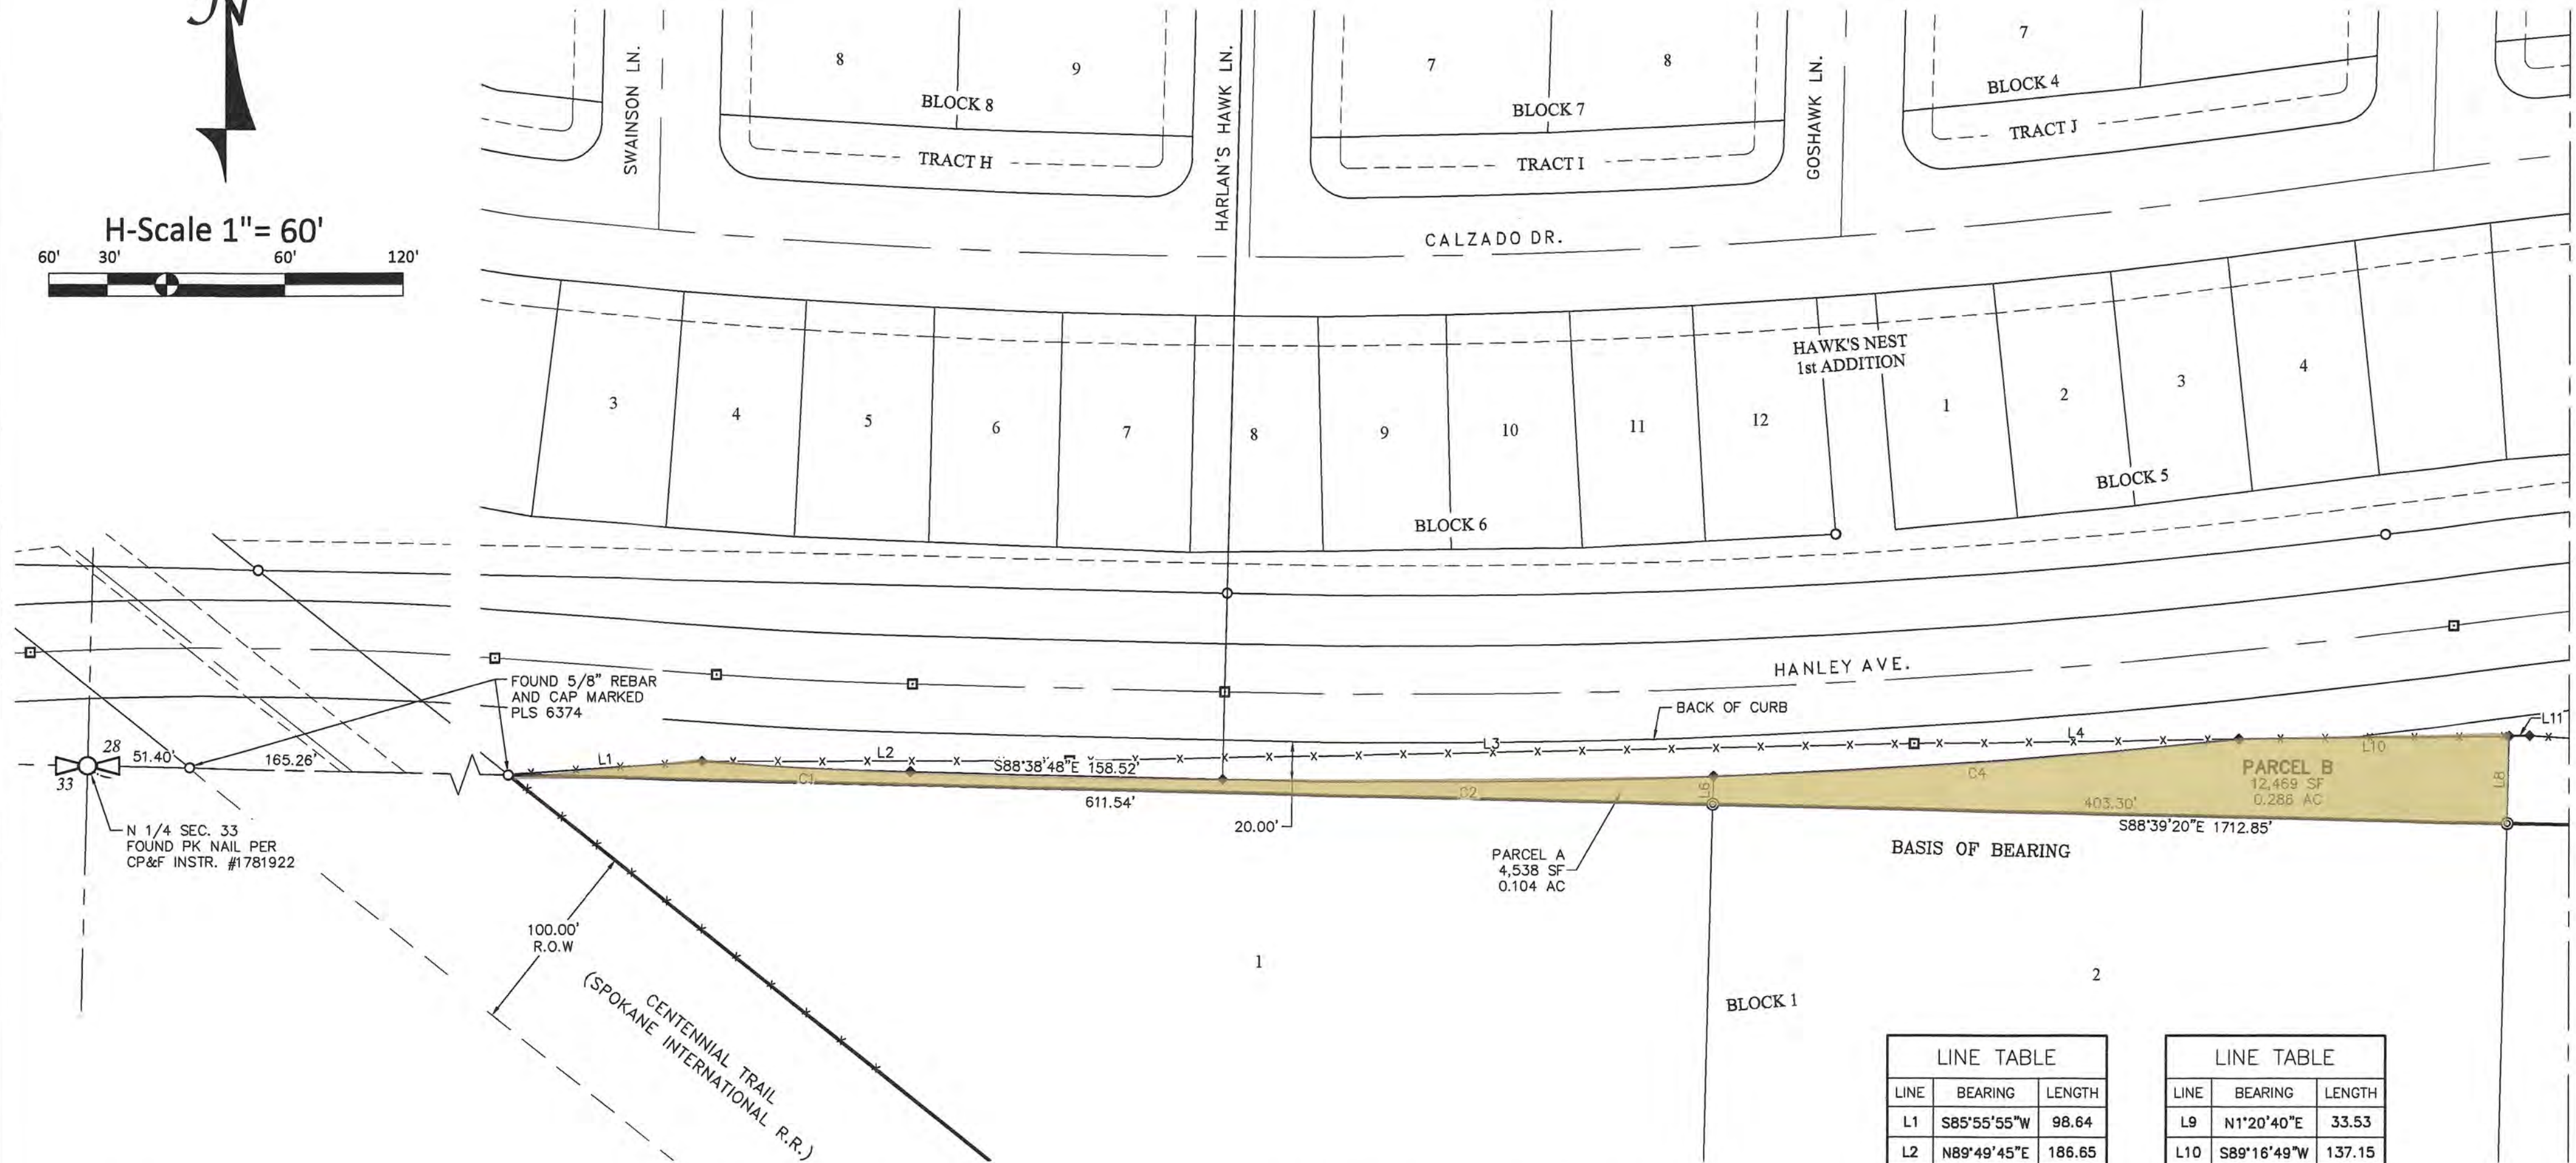 N
H-Scale 1"= 60'
60' 30' 60' 120'
SWAINSON LN.
8
9
BLOCK 8
TRACT H
HARLAN'S HAWK LN.
7
8
BLOCK 7
TRACT I
GOSHAWK LN.
7
BLOCK 4
TRACT J
CALZADO DR.
HAWK'S NEST
1st ADDITION
3
4
5
6
7
8
9
10
11
12
1
2
3
4
BLOCK 6
BLOCK 5
HANLEY AVE.
BACK OF CURB
FOUND 5/8" REBAR
AND CAP MARKED
PLS 6374
28
33
51.40'
165.26'
N 1/4 SEC. 33
FOUND PK NAIL PER
CP&F INSTR. #1781922
L1
L2
L3
L4
L10
L11
S88°38'48"E 158.52'
C1
C2
L6
C4
L8
611.54'
20.00'
PARCEL A
4,538 SF
0.104 AC
PARCEL B
12,469 SF
0.286 AC
403.30'
S88°39'20"E 1712.85'
BASIS OF BEARING
100.00'
R.O.W
CENTENNIAL TRAIL
(SPOKANE INTERNATIONAL R.R.)
1
BLOCK 1
2
LINE TABLE
LINE BEARING LENGTH
L1 S85°55'55"W 98.64
L2 N89°49'45"E 186.65
LINE TABLE
LINE BEARING LENGTH
L9 N1°20'40"E 33.53
L10 S89°16'49"W 137.15